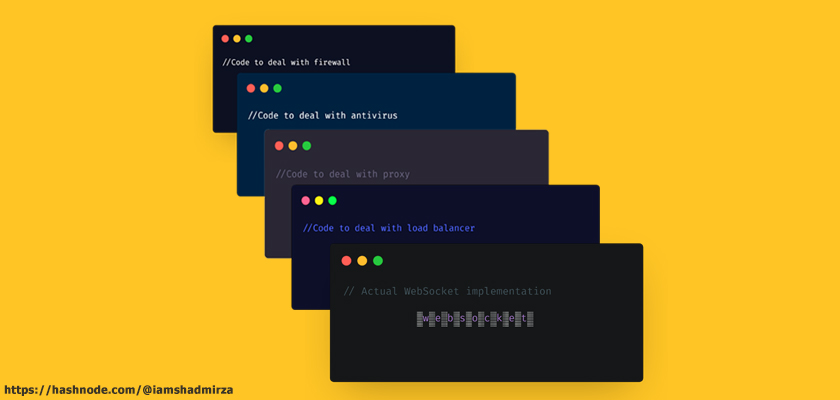 //Code to deal with firewall
//Code to deal with antivirus
//Code to deal with proxy
//Code to deal with load balancer
// Actual WebSocket implementation
▒w▒e▒b▒s▒o▒c▒k▒e▒t▒
https://hashnode.com/@iamshadmirza